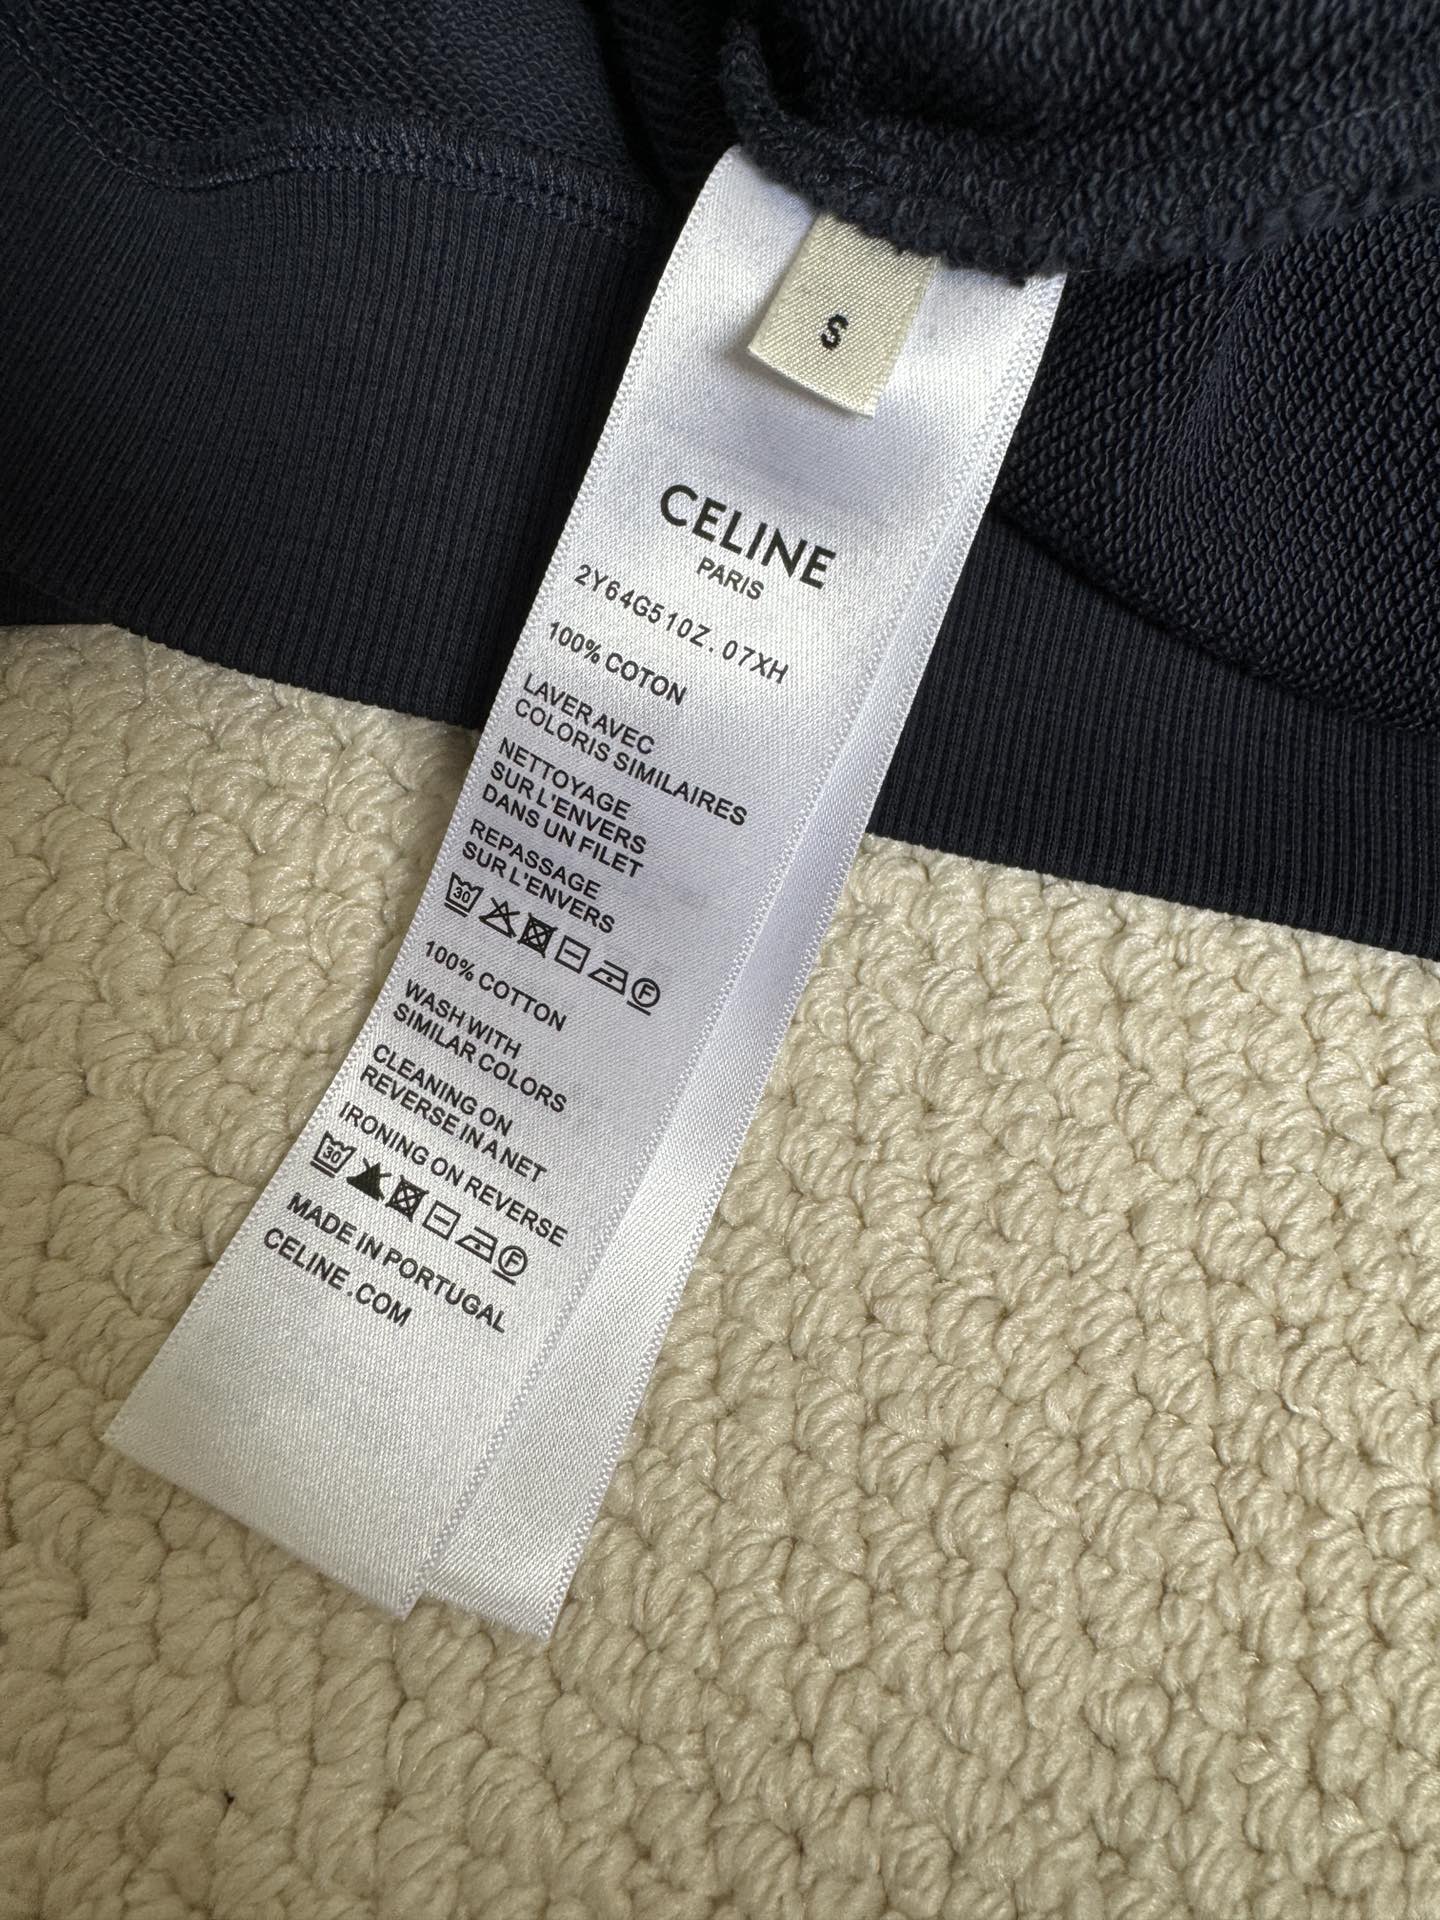 S
CELINE
PARIS
2Y64G510Z.07XH
100% COTON
LAVER AVEC
COLORIS SIMILAIRES
NETTOYAGE
SUR L'ENVERS
DANS UN FILET
REPASSAGE
SUR L'ENVERS
30 F
100% COTTON
WASH WITH
SIMILAR COLORS
CLEANING ON
REVERSE IN A NET
IRONING ON REVERSE
30 F
MADE IN PORTUGAL
CELINE.COM